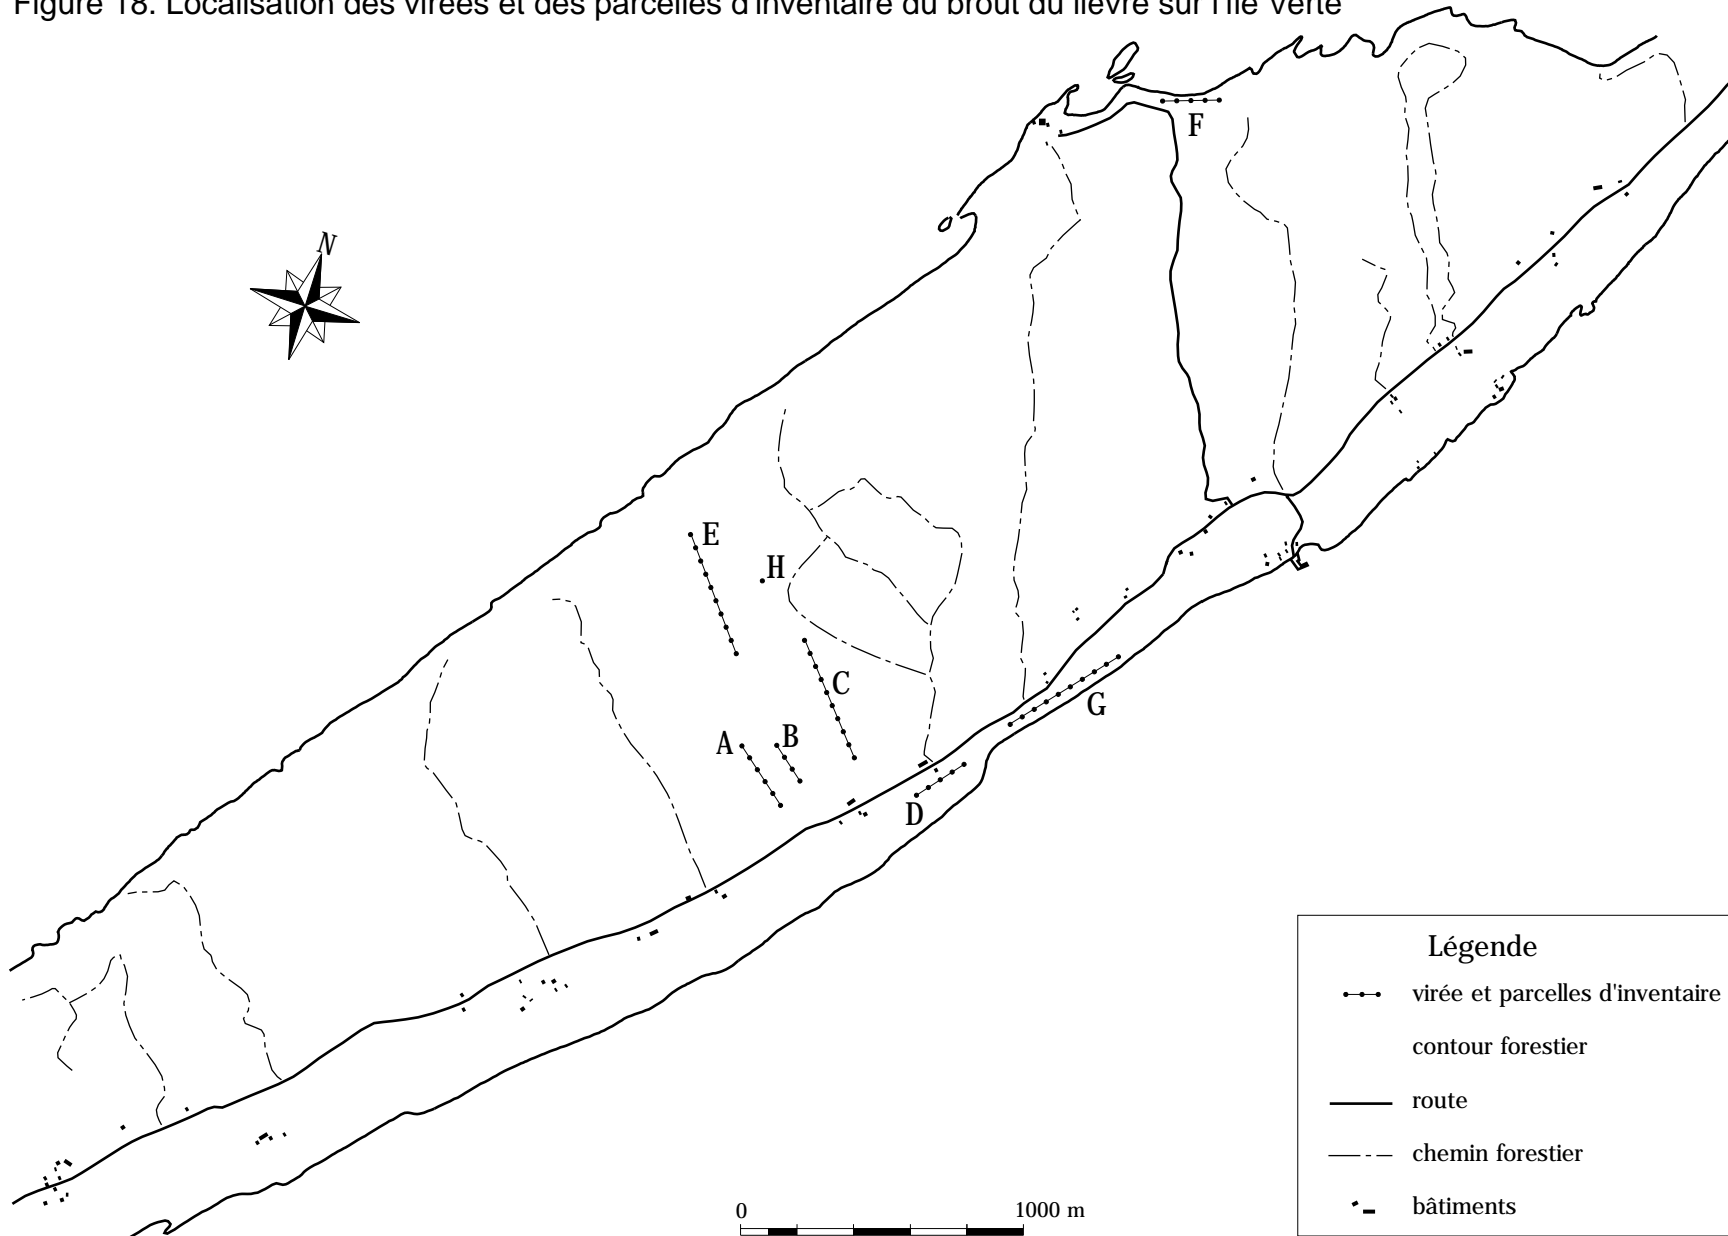 Figure 18. Localisation des virées et des parcelles d'inventaire du brout du lièvre sur l'île Verte
F
N
E
H
C
A
B
G
D
Légende
virée et parcelles d'inventaire
contour forestier
route
chemin forestier
bâtiments
0 1000 m